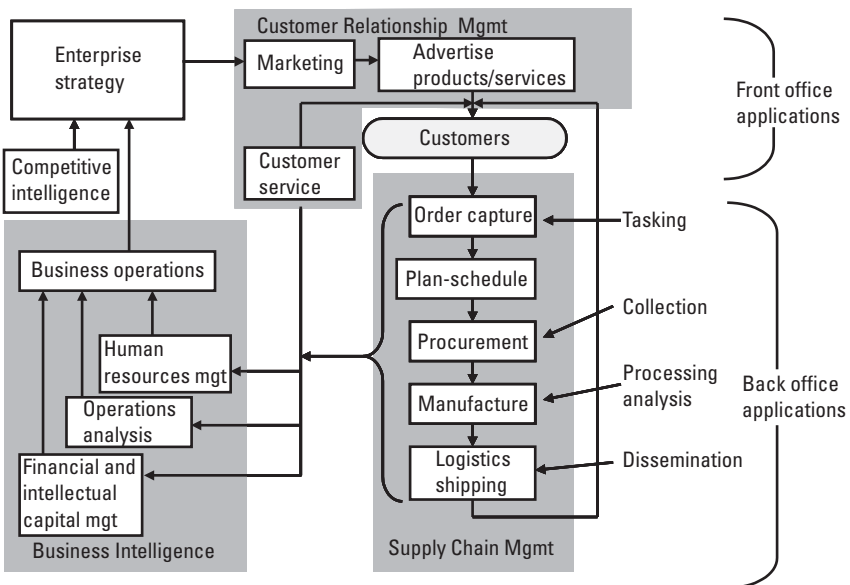 Customer Relationship Mgmt
Enterprise
strategy
Marketing
Advertise
products/services
Front office
applications
Customers
Competitive
intelligence
Customer
service
Order capture
Tasking
Business operations
Plan-schedule
Collection
Procurement
Human
resources mgt
Processing
analysis
Manufacture
Back office
applications
Operations
analysis
Financial and
intellectual
capital mgt
Logistics
shipping
Dissemination
Business Intelligence
Supply Chain Mgmt